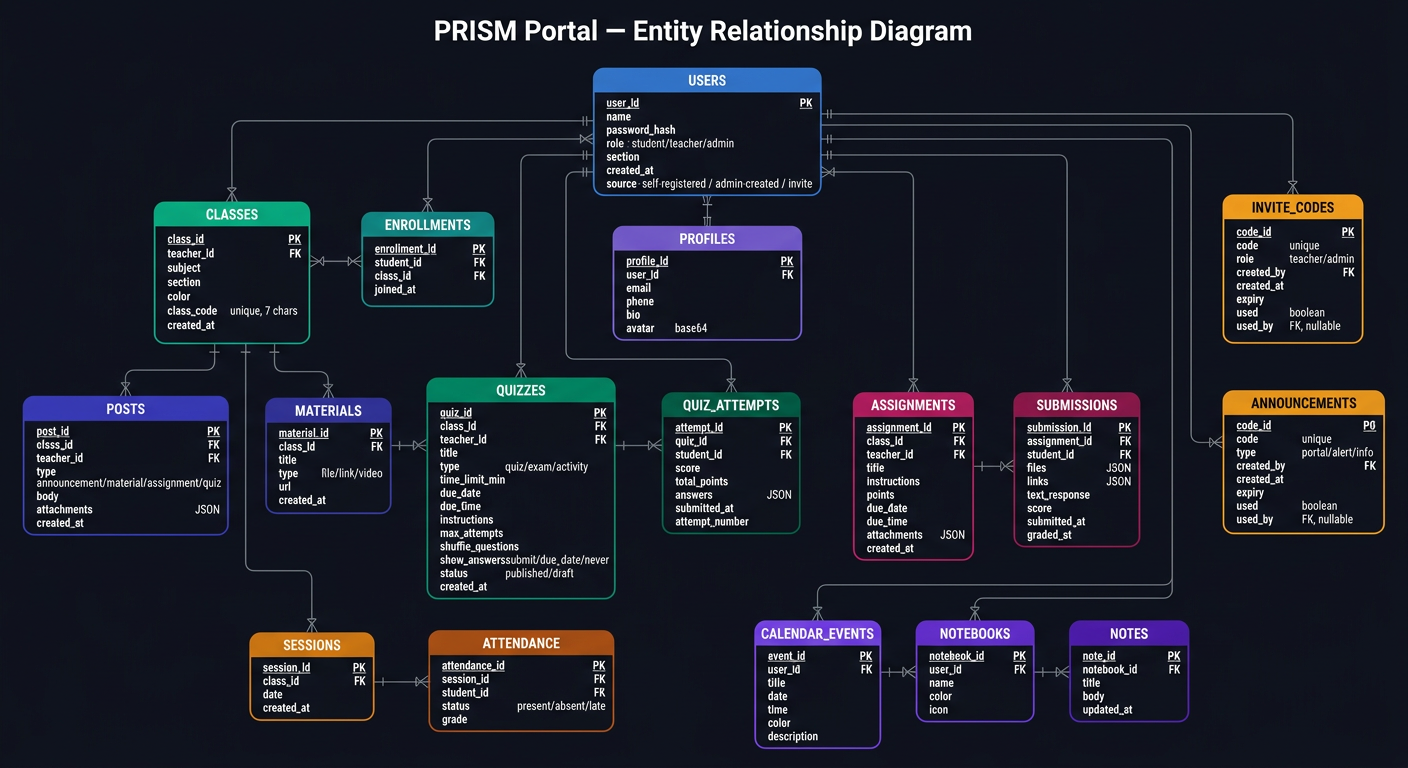 PRISM Portal — Entity Relationship Diagram
USERS
user_Id PK
name
password_hash
role : student/teacher/admin
section
created_at
source · self-registered / admin-created / invite
CLASSES
class_id PK
teacher_Id FK
subject
section
color
class_code unique, 7 chars
created_at
ENROLLMENTS
enroliment_id PK
student_id FK
cisss_id FK
joined_at
PROFILES
profile_Id PK
user_Id FK
email
phene
bio
avatar base64
INVITE_CODES
code_id PK
code unique
role teacher/admin
created_by FK
created_at
expiry
used boolean
used_by FK, nullable
POSTS
post_id PK
clsss_id FK
teacher_id FK
type
announcement/material/assignment/quiz
body
attachments JSON
created_at
MATERIALS
material.id PK
class_Id FK
title
type file/link/video
url
created_at
QUIZZES
quiz_id PK
class_Id FK
teacher_Id FK
title
type quiz/exam/activity
time_limit_min
due_date
due_time
instructions
max_attempts
shuffie_questions
show_answers submit/due_date/never
status published/draft
created_at
QUIZ_ATTEMPTS
attempt_Id PK
quir_Id FK
student_Id FK
score
total_points
answers JSON
submitted_at
attempt_number
ASSIGNMENTS
assignment_Id PK
class_Id FK
teacher_Id FK
tifie
instructions
points
due_date
due_time
attachments JSON
created_at
SUBMISSIONS
submission_Id PK
assignment_id FK
student_id FK
files JSON
links JSON
text_response
score
submitted_at
graded_st
ANNOUNCEMENTS
code_id
code unique
type portal/alert/info
created_by FK
created_at
expiry
used boolean
used_by FK, nullable
SESSIONS
session_Id PK
class_id FK
date
created_at
ATTENDANCE
attendance_id PK
session_id FK
student_id FK
status present/absent/late
grade
CALENDAR_EVENTS
event_id PK
user_Id FK
tille
date
time
color
description
NOTEBOOKS
notebook_id PK
user_Id FK
name
color
icon
NOTES
note_id PK
notebook_id FK
title
body
updated_at